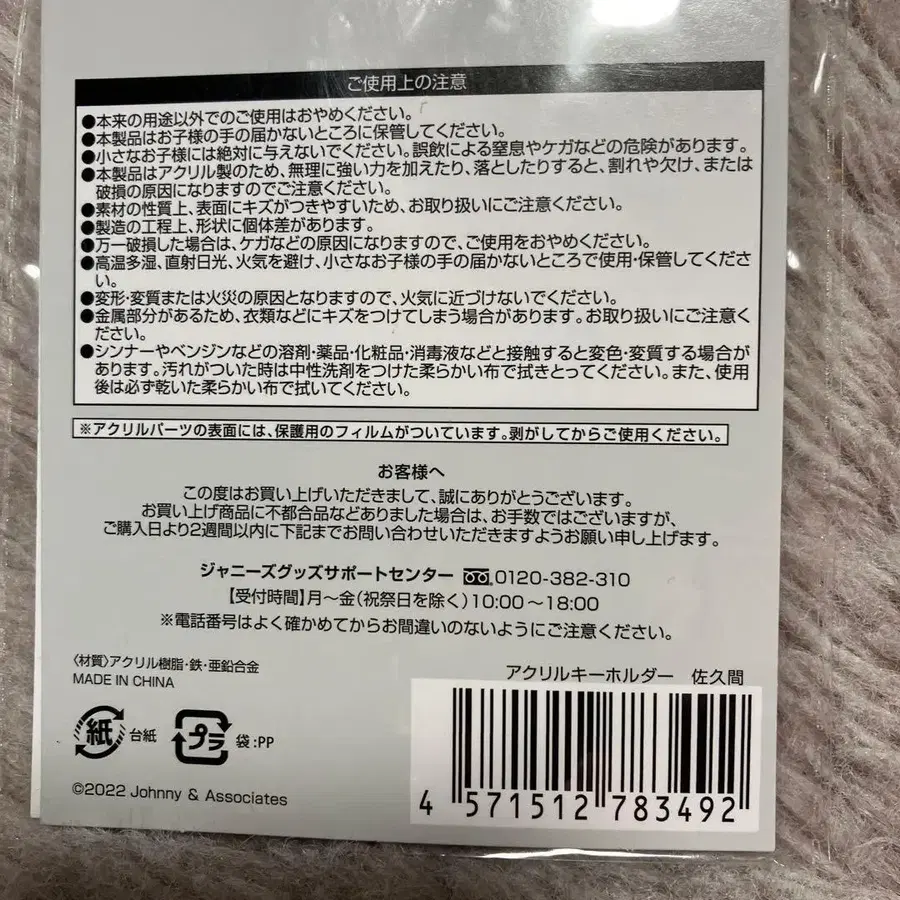 ご使用上の注意
●本来の用途以外でのご使用はおやめください。
●本製品はお子様の手の届かないところに保管してください。
●小さなお子様には絶対に与えないでください。誤飲による窒息やケガなどの危険があります。
●本製品はアクリル製のため、無理に強い力を加えたり、落としたりすると、割れや欠け、または
破損の原因になりますのでご注意ください。
●素材の性質上、表面にキズがつきやすいため、お取り扱いにご注意ください。
●製造の工程上、形状に個体差があります。
●万一破損した場合は、ケガなどの原因になりますので、ご使用をおやめください。
●高温多湿、直射日光、火気を避け、小さなお子様の手の届かないところで使用・保管してくださ
い。
●変形・変質または火災の原因となりますので、火気に近づけないでください。
●金属部分があるため、衣類などにキズをつけてしまう場合があります。お取り扱いにご注意く
ださい。
●シンナーやベンジンなどの溶剤・薬品・化粧品・消毒液などと接触すると変色・変質する場合が
あります。汚れがついた時は中性洗剤をつけた柔らかい布で拭きとってください。また、使用
後は必ず乾いた柔らかい布で拭いてください。
※アクリルパーツの表面には、保護用のフィルムがついています。剥がしてからご使用ください。
お客様へ
この度はお買い上げいただきまして、誠にありがとうございます。
お買い上げ商品に不都合品などありました場合は、お手数ではございますが、
ご購入日より2週間以内に下記までお問い合わせいただきますようお願い申し上げます。
ジャニーズグッズサポートセンター 0120-382-310
【受付時間】月〜金(祝祭日を除く)10:00〜18:00
※電話番号はよく確かめてからお間違いのないようにご注意ください。
〈材質〉アクリル樹脂・鉄・亜鉛合金
MADE IN CHINA
アクリルキーホルダー 佐久間
紙 台紙 プラ 袋:PP
©2022 Johnny & Associates
4 571512 783492